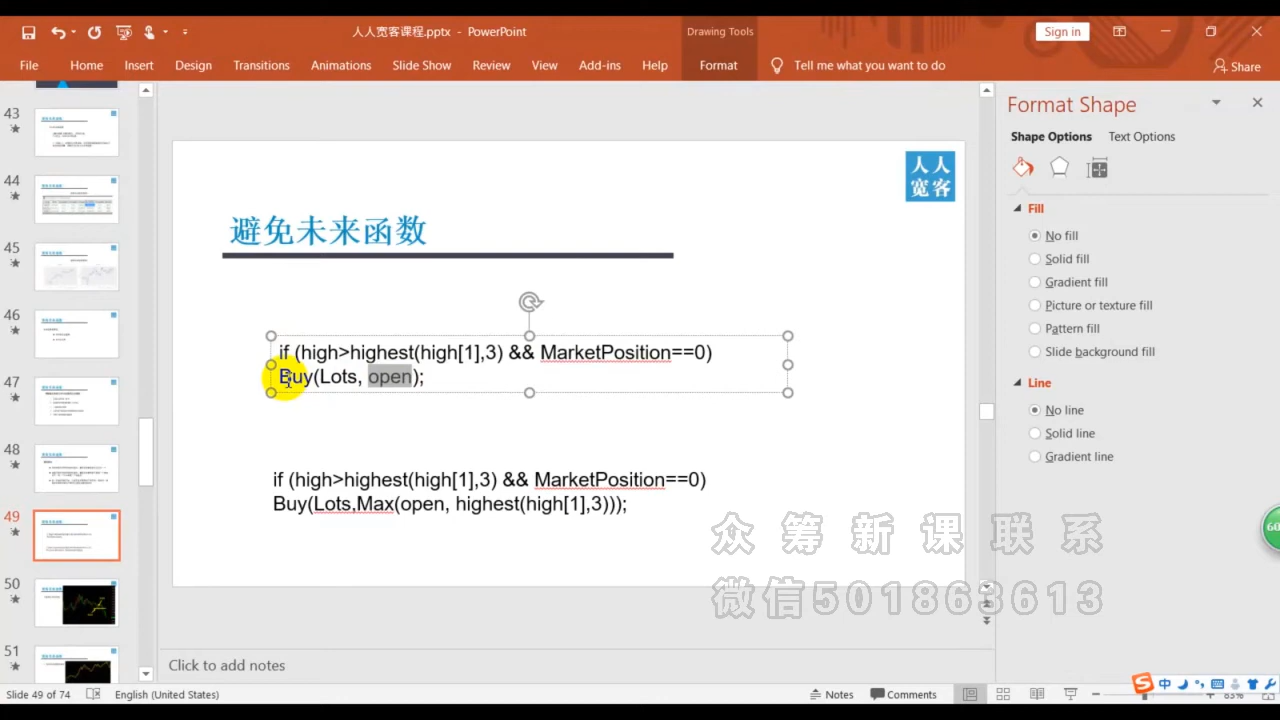 人人宽客课程.pptx - PowerPoint
Drawing Tools
Sign in
File
Home
Insert
Design
Transitions
Animations
Slide Show
Review
View
Add-ins
Help
Format
Tell me what you want to do
Share
43
44
45
46
47
48
49
50
51
人人
宽客
避免未来函数
if (high>highest(high[1],3) && MarketPosition==0)
Buy(Lots, open);
if (high>highest(high[1],3) && MarketPosition==0)
Buy(Lots,Max(open, highest(high[1],3)));
众筹新课联系
微信501863613
Format Shape
Shape Options
Text Options
Fill
No fill
Solid fill
Gradient fill
Picture or texture fill
Pattern fill
Slide background fill
Line
No line
Solid line
Gradient line
60
Click to add notes
Slide 49 of 74
English (United States)
Notes
Comments
中
83%